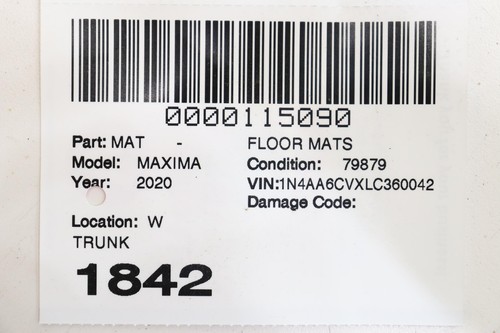 0000115090
Part: MAT - FLOOR MATS
Model: MAXIMA Condition: 79879
Year: 2020 VIN:1N4AA6CVXLC360042
Damage Code:
Location: W
TRUNK
1842